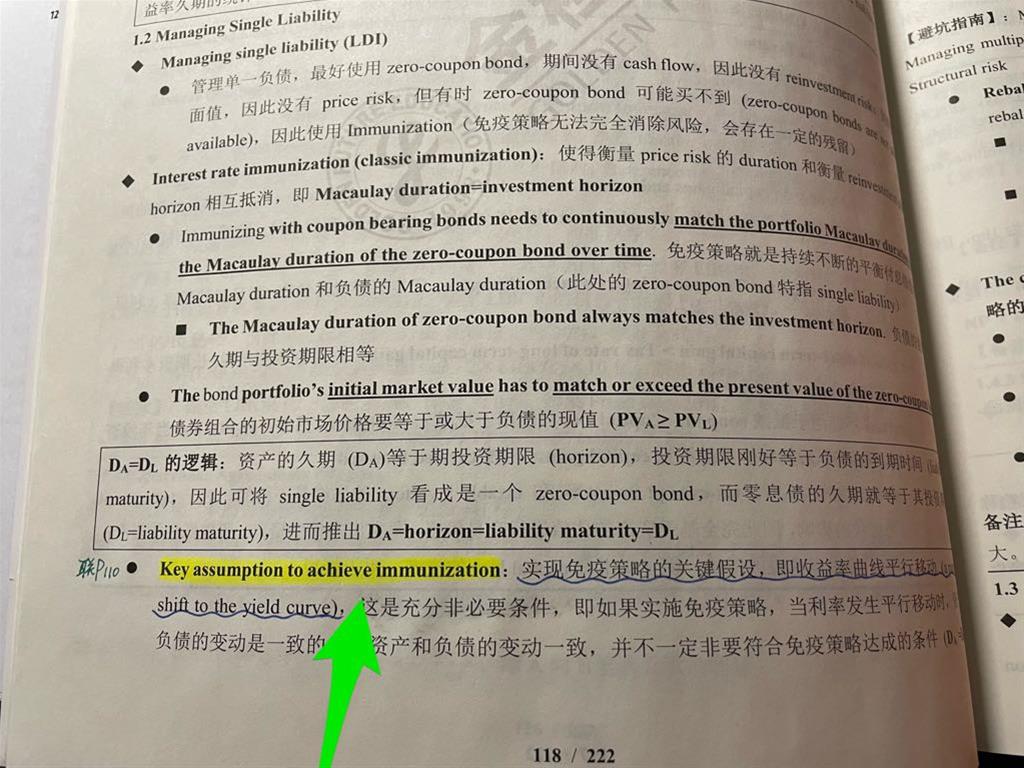 12
益率久期的统计
1.2 Managing Single Liability
◆ Managing single liability (LDI)
● 管理单一负债，最好使用 zero-coupon bond，期间没有 cash flow，因此没有 reinvestment risk
面值，因此没有 price risk，但有时 zero-coupon bond 可能买不到 (zero-coupon bonds are
available)，因此使用 Immunization（免疫策略无法完全消除风险，会存在一定的残留）
◆ Interest rate immunization (classic immunization)：使得衡量 price risk 的 duration 和衡量
horizon 相互抵消，即 Macaulay duration=investment horizon
● Immunizing with coupon bearing bonds needs to continuously match the portfolio Macaulay
the Macaulay duration of the zero-coupon bond over time. 免疫策略就是持续不断的平衡
Macaulay duration 和负债的 Macaulay duration（此处的 zero-coupon bond 特指 single liability）
■ The Macaulay duration of zero-coupon bond always matches the investment horizon. 负债的
久期与投资期限相等
● The bond portfolio's initial market value has to match or exceed the present value of the
债券组合的初始市场价格要等于或大于负债的现值 (PVA ≥ PVL)
DA=DL 的逻辑：资产的久期 (DA)等于期投资期限 (horizon)，投资期限刚好等于负债的到期时间
maturity)，因此可将 single liability 看成是一个 zero-coupon bond，而零息债的久期就等于其投资
(DL=liability maturity)，进而推出 DA=horizon=liability maturity=DL
联P110 ● Key assumption to achieve immunization：实现免疫策略的关键假设，即收益率曲线平行移动
shift to the yield curve)，这是充分非必要条件，即如果实施免疫策略，当利率发生平行移动时，
负债的变动是一致的 资产和负债的变动一致，并不一定非要符合免疫策略达成的条件
118 / 222
【避坑指南】：
Managing multip
Structural risk
● Rebal
rebal
■
■
◆ The c
略的
●
●
备注
大。
1.3
◆